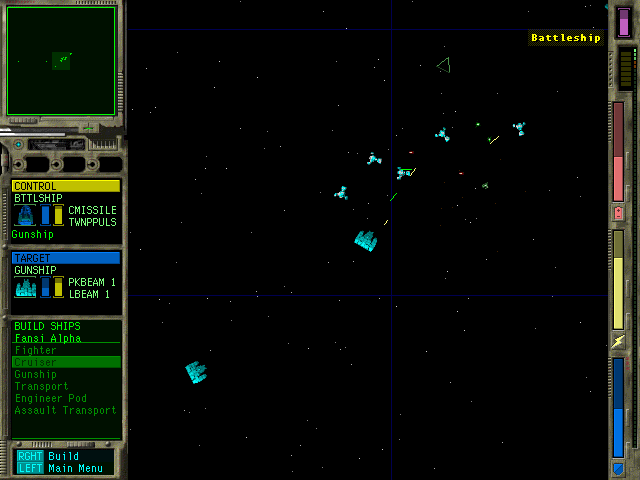 Battleship
CONTROL
BTTLSHIP
CMISSILE
TWNPPULS
Gunship
TARGET
GUNSHIP
PKBEAM 1
LBEAM 1
BUILD SHIPS
Fansi Alpha
Fighter
Cruiser
Gunship
Transport
Engineer Pod
Assault Transport
RGHT Build
LEFT Main Menu